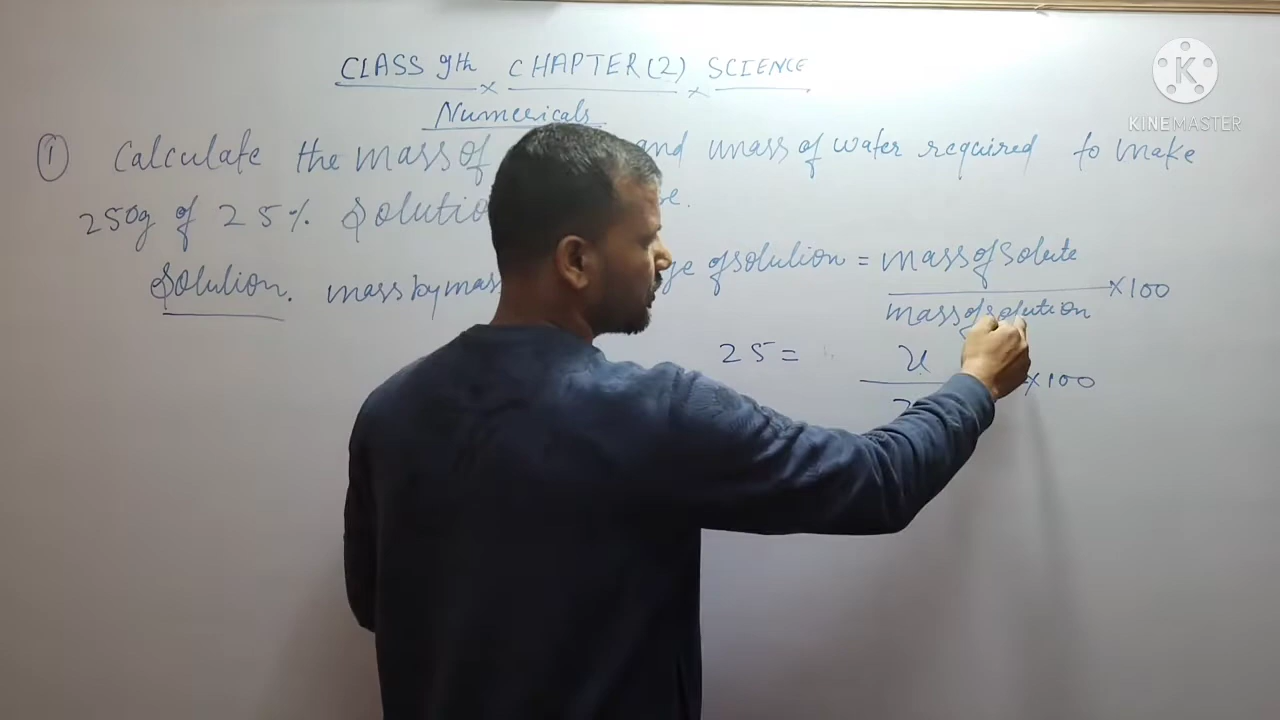 CLASS 9th × CHAPTER (2) × SCIENCE
Numericals
① Calculate the mass of and mass of water required to make
250g of 25% solutio
Solution. mass by mass of solution = mass of solute
mass of solution ×100
25 = x ×100
KINEMASTER